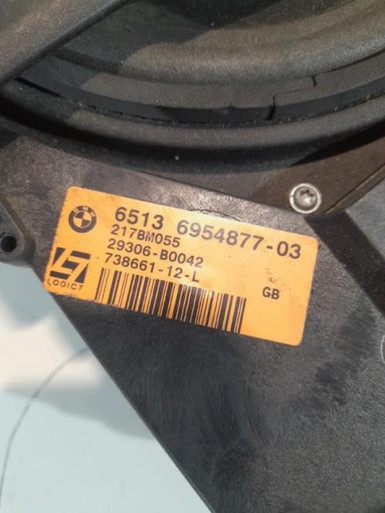 6513 6954877-03
217BM055
29306-B0042
738661-12-L
LOGIC7
GB